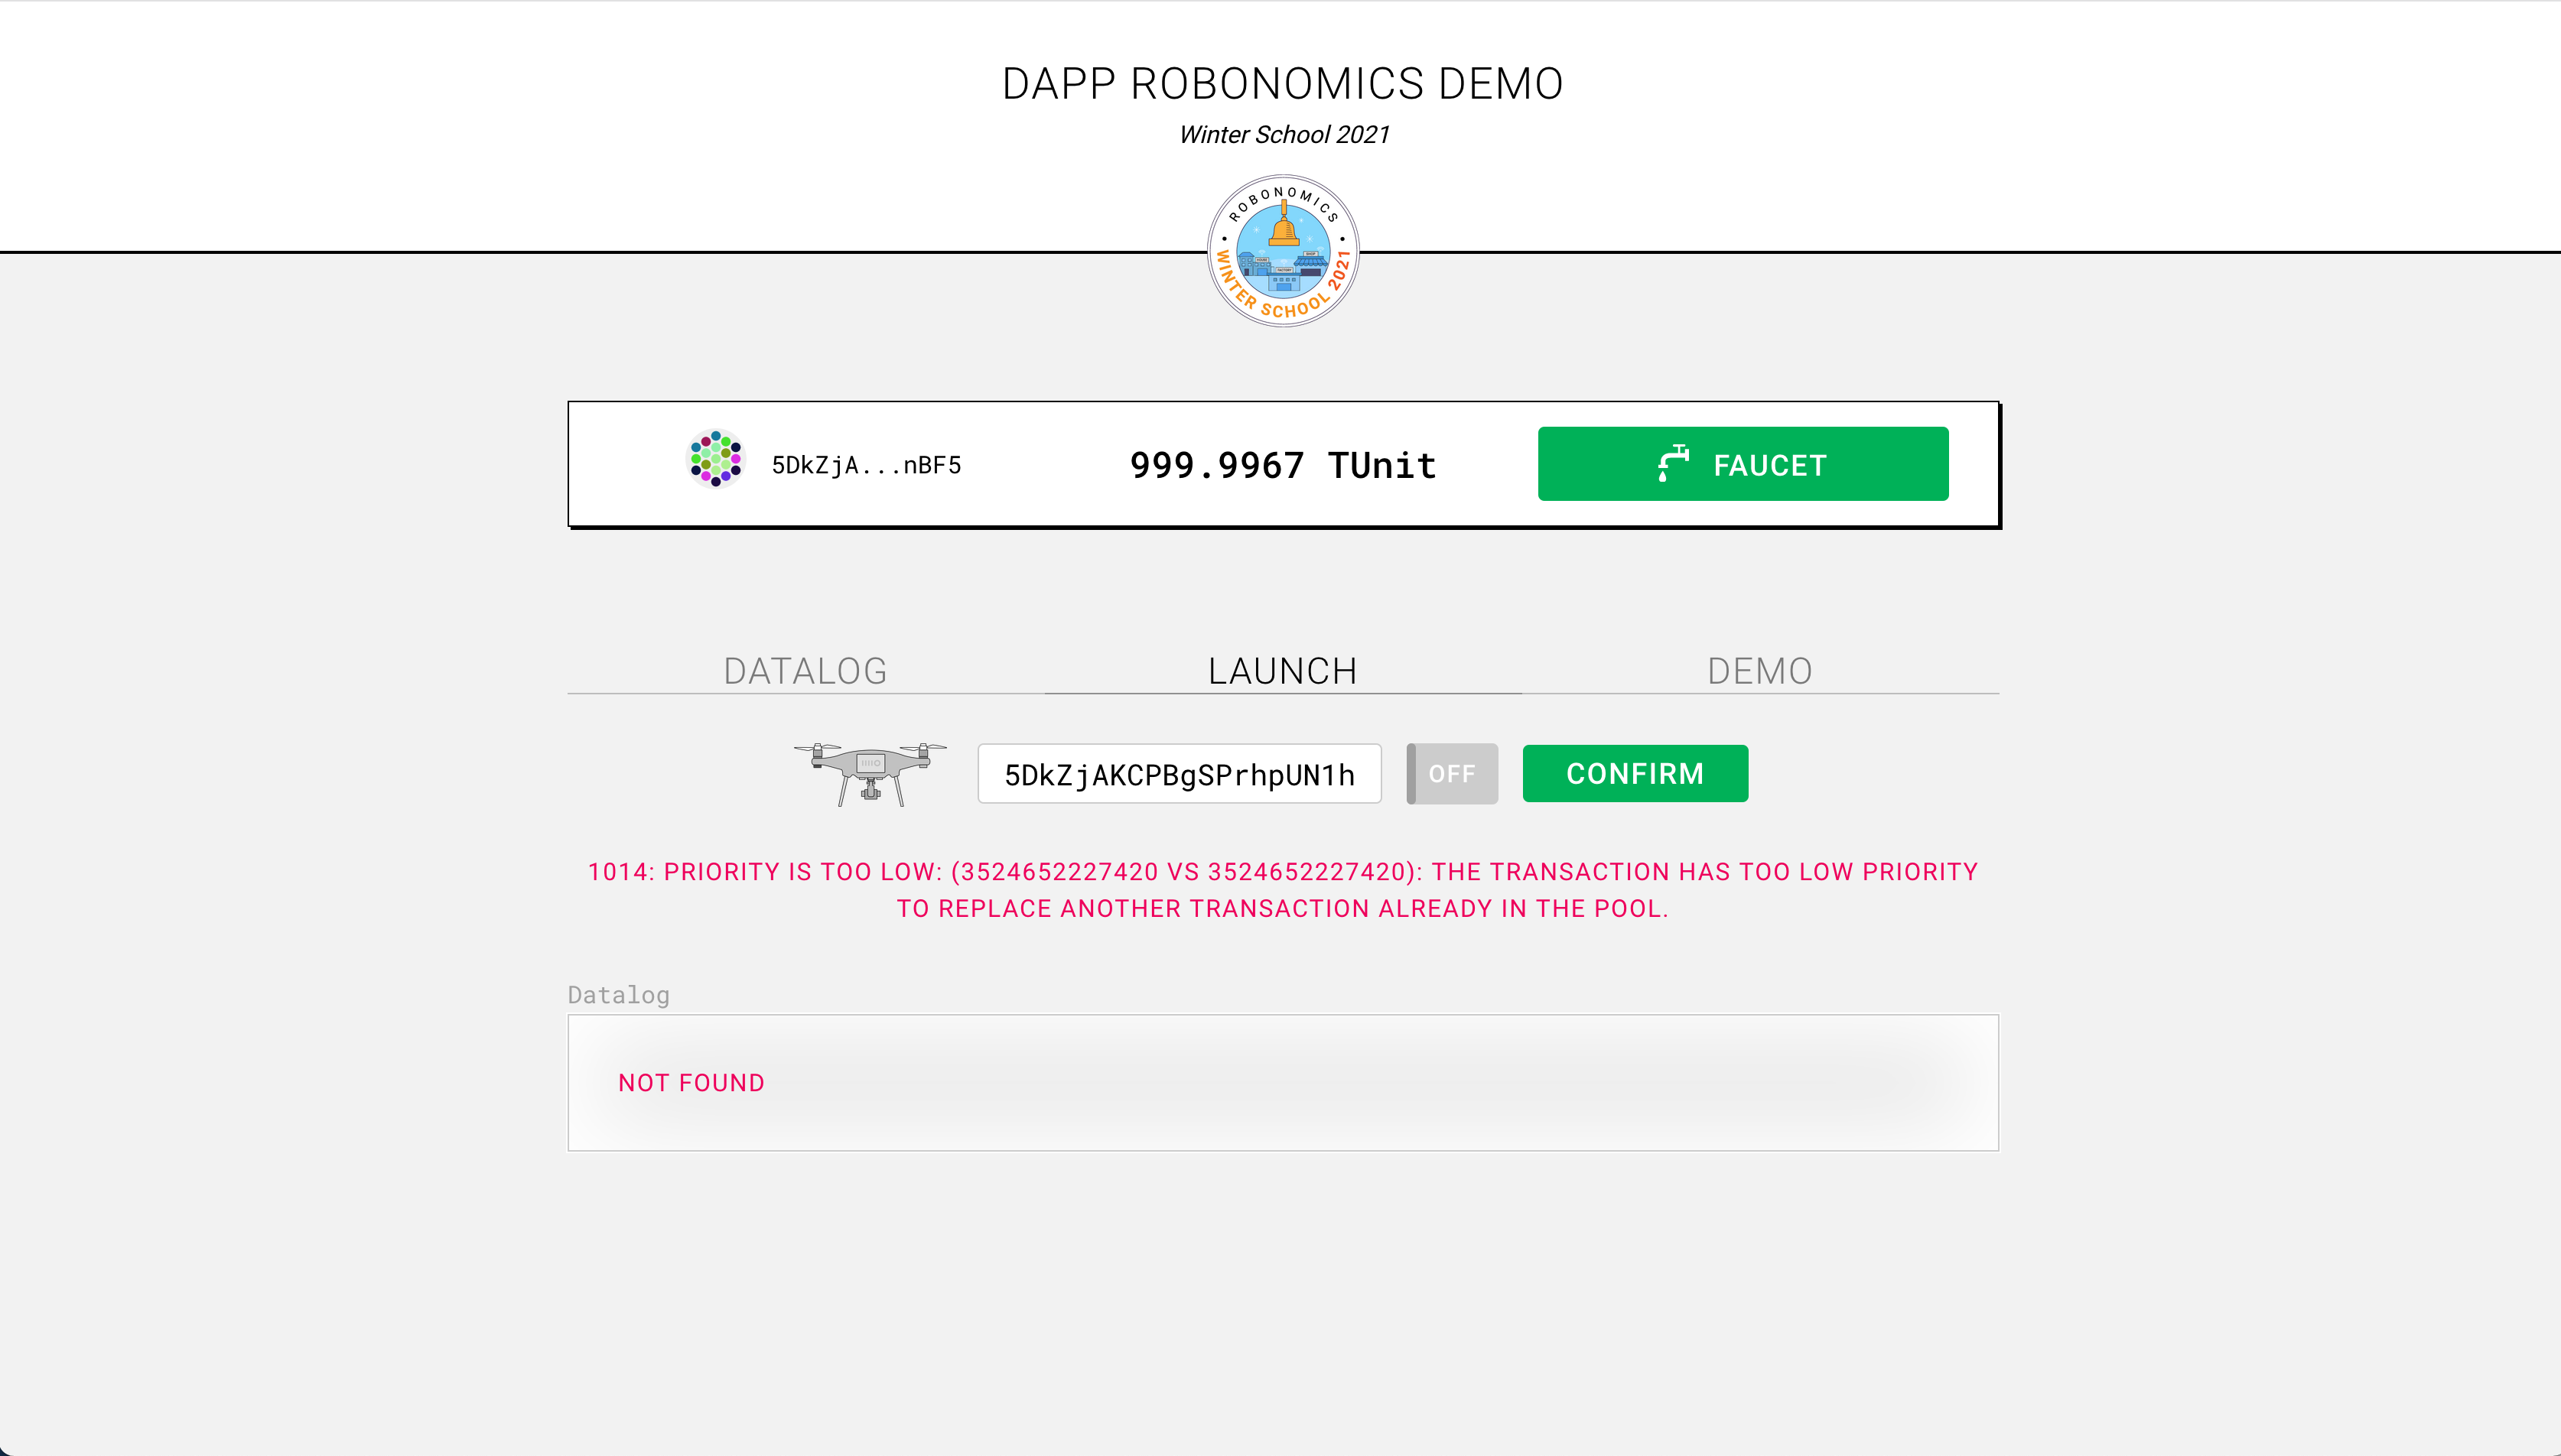 DAPP ROBONOMICS DEMO
Winter School 2021
ROBONOMICS
WINTER SCHOOL 2021
5DkZjA...nBF5
999.9967 TUnit
FAUCET
DATALOG
LAUNCH
DEMO
5DkZjAKCPBgSPrhpUN1h
OFF
CONFIRM
1014: PRIORITY IS TOO LOW: (3524652227420 VS 3524652227420): THE TRANSACTION HAS TOO LOW PRIORITY
TO REPLACE ANOTHER TRANSACTION ALREADY IN THE POOL.
Datalog
NOT FOUND